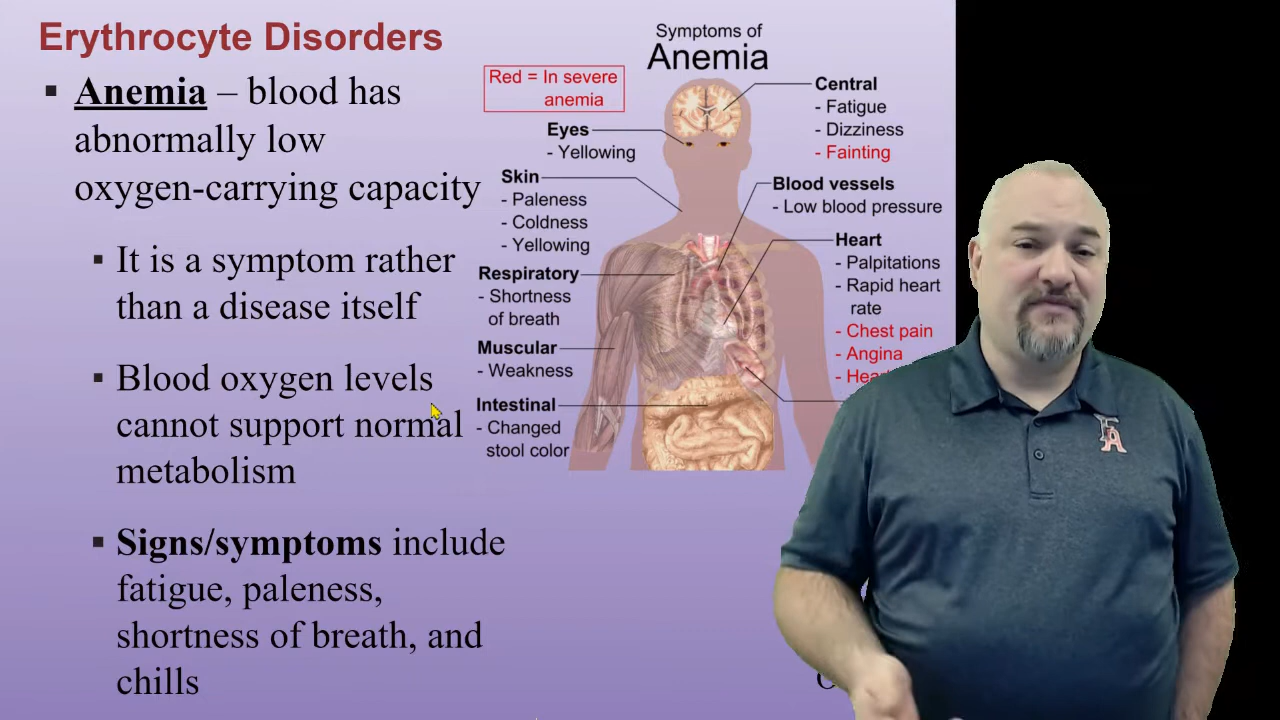 Erythrocyte Disorders
▪ Anemia – blood has
abnormally low
oxygen-carrying capacity
▪ It is a symptom rather
than a disease itself
▪ Blood oxygen levels
cannot support normal
metabolism
▪ Signs/symptoms include
fatigue, paleness,
shortness of breath, and
chills
Symptoms of
Anemia
Red = In severe
anemia
Eyes
- Yellowing
Skin
- Paleness
- Coldness
- Yellowing
Respiratory
- Shortness
of breath
Muscular
- Weakness
Intestinal
- Changed
stool color
Central
- Fatigue
- Dizziness
- Fainting
Blood vessels
- Low blood pressure
Heart
- Palpitations
- Rapid heart
rate
- Chest pain
- Angina
FA